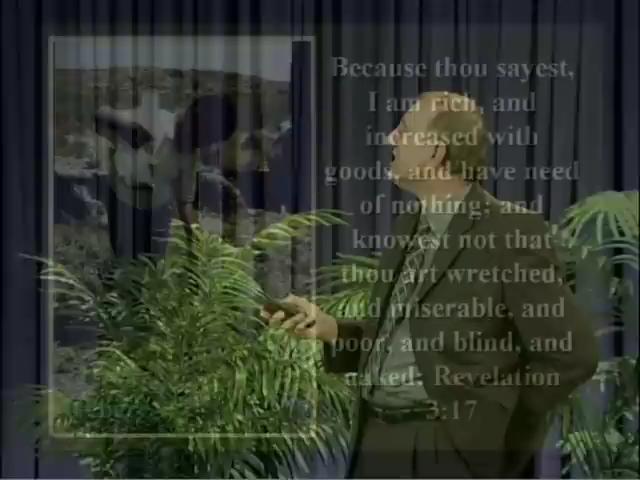 Because thou sayest,
I am rich, and
increased with
goods, and have need
of nothing; and
knowest not that
thou art wretched,
and miserable, and
poor, and blind, and
naked: Revelation
3:17